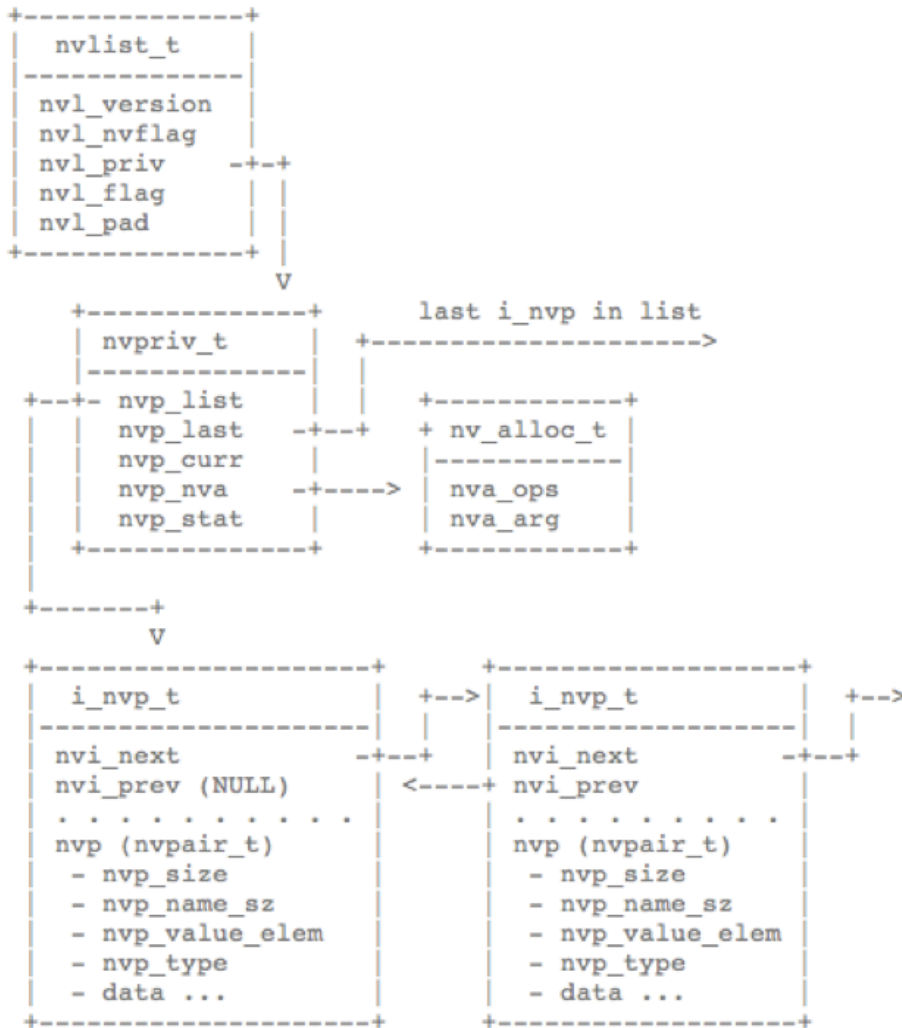 +--------------+
|  nvlist_t    |
|--------------|
| nvl_version  |
| nvl_nvflag   |
| nvl_priv    -+-+
| nvl_flag     | |
| nvl_pad      | |
+--------------+ |
                 V
    +--------------+      last i_nvp in list
    | nvpriv_t     |  +--------------------->
    |--------------|  |
 +--+- nvp_list    |  |   +------------+
 |  |  nvp_last   -+--+   + nv_alloc_t |
 |  |  nvp_curr    |      |------------|
 |  |  nvp_nva    -+----> | nva_ops    |
 |  |  nvp_stat    |      | nva_arg    |
 |  +--------------+      +------------+
 |
 +-------+
         V
 +---------------------+      +-------------------+
 |  i_nvp_t            |  +-->|  i_nvp_t          |  +-->
 |---------------------|  |   |-------------------|  |
 | nvi_next           -+--+   | nvi_next         -+--+
 | nvi_prev (NULL)     | <----+ nvi_prev          |
 | . . . . . . . . . . |      | . . . . . . . . . |
 | nvp (nvpair_t)      |      | nvp (nvpair_t)    |
 |  - nvp_size         |      |  - nvp_size       |
 |  - nvp_name_sz      |      |  - nvp_name_sz    |
 |  - nvp_value_elem   |      |  - nvp_value_elem |
 |  - nvp_type         |      |  - nvp_type       |
 |  - data ...         |      |  - data ...       |
 +---------------------+      +-------------------+